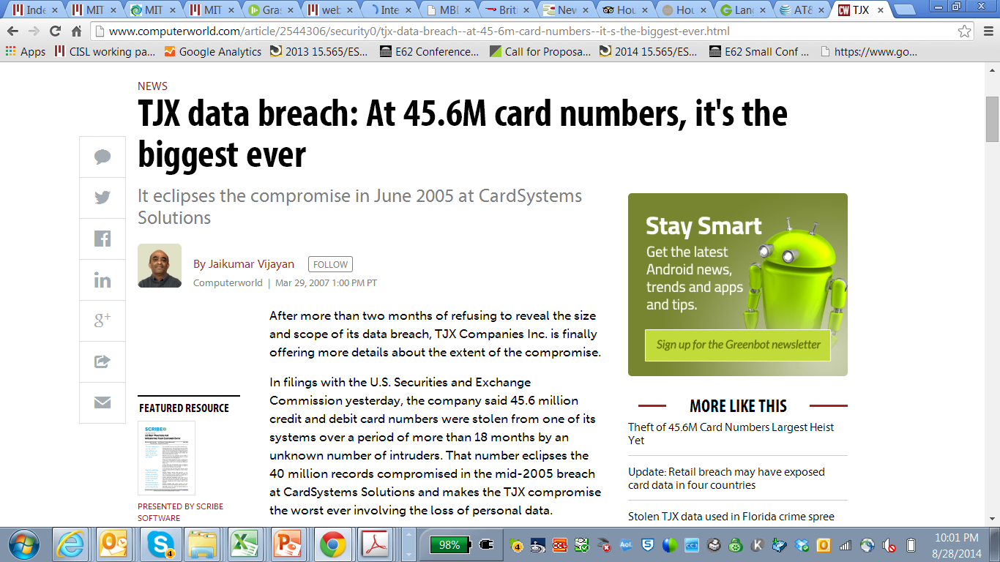 Inde
MIT
MIT
MIT
Gras
web
Inte
MBI
Briti
New
Hou
Hou
Lang
AT&
TJX
www.computerworld.com/article/2544306/security0/tjx-data-breach--at-45-6m-card-numbers--it-s-the-biggest-ever.html
Apps
CISL working pa...
Google Analytics
2013 15.565/ES...
E62 Conference...
Call for Proposa...
2014 15.565/ES...
E62 Small Conf ...
https://www.go...
NEWS
TJX data breach: At 45.6M card numbers, it's the
biggest ever
It eclipses the compromise in June 2005 at CardSystems
Solutions
By Jaikumar Vijayan FOLLOW
Computerworld | Mar 29, 2007 1:00 PM PT
After more than two months of refusing to reveal the size
and scope of its data breach, TJX Companies Inc. is finally
offering more details about the extent of the compromise.
In filings with the U.S. Securities and Exchange
Commission yesterday, the company said 45.6 million
credit and debit card numbers were stolen from one of its
systems over a period of more than 18 months by an
unknown number of intruders. That number eclipses the
40 million records compromised in the mid-2005 breach
at CardSystems Solutions and makes the TJX compromise
the worst ever involving the loss of personal data.
FEATURED RESOURCE
SCRIBE
PRESENTED BY SCRIBE
SOFTWARE
Stay Smart
Get the latest
Android news,
trends and apps
and tips.
Sign up for the Greenbot newsletter
MORE LIKE THIS
Theft of 45.6M Card Numbers Largest Heist
Yet
Update: Retail breach may have exposed
card data in four countries
Stolen TJX data used in Florida crime spree
98%
10:01 PM
8/28/2014